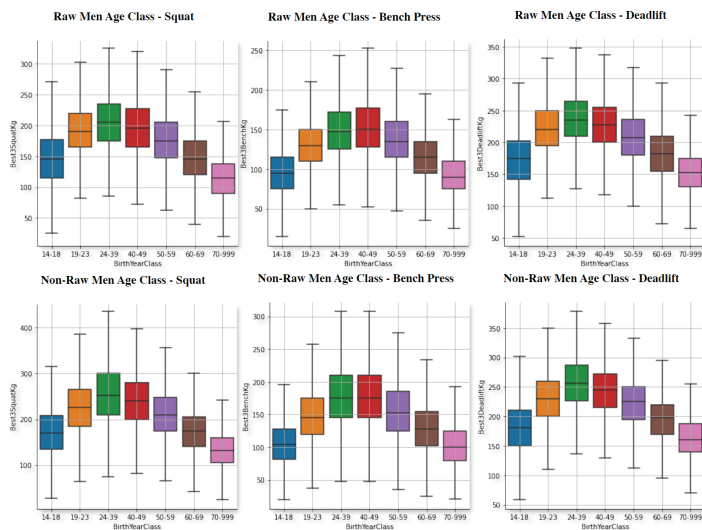 Raw Men Age Class - Squat
Raw Men Age Class - Bench Press
Raw Men Age Class - Deadlift
Best3SquatKg
300
250
200
150
100
50
14-18 19-23 24-39 40-49 50-59 60-69 70-999
BirthYearClass
Best3BenchKg
250
200
150
100
50
14-18 19-23 24-39 40-49 50-59 60-69 70-999
BirthYearClass
Best3DeadliftKg
350
300
250
200
150
100
50
14-18 19-23 24-39 40-49 50-59 60-69 70-999
BirthYearClass
Non-Raw Men Age Class - Squat
Non-Raw Men Age Class - Bench Press
Non-Raw Men Age Class - Deadlift
Best3SquatKg
400
300
200
100
14-18 19-23 24-39 40-49 50-59 60-69 70-999
BirthYearClass
Best3BenchKg
300
250
200
150
100
50
14-18 19-23 24-39 40-49 50-59 60-69 70-999
BirthYearClass
Best3DeadliftKg
350
300
250
200
150
100
50
14-18 19-23 24-39 40-49 50-59 60-69 70-999
BirthYearClass